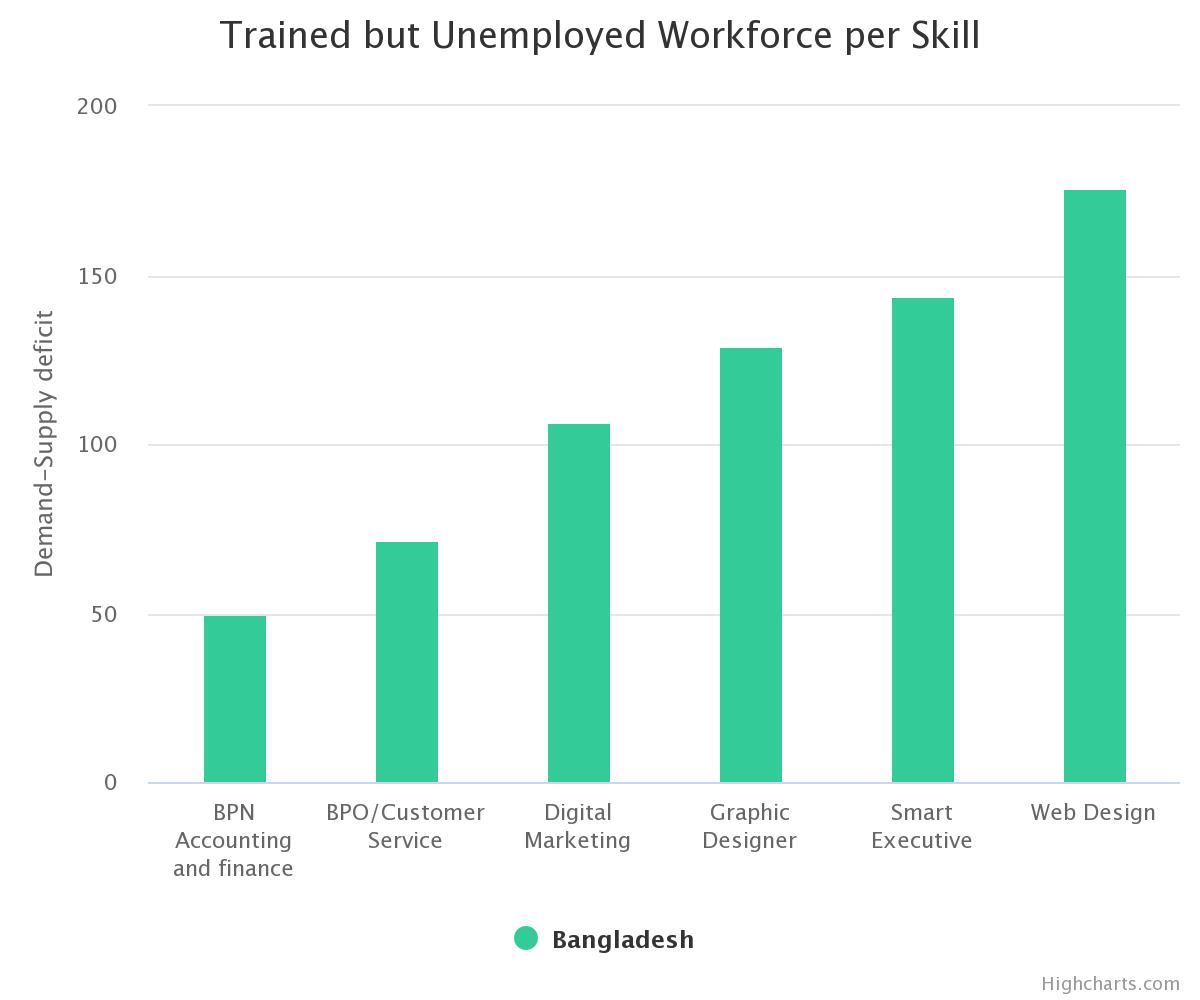 Trained but Unemployed Workforce per Skill
Demand-Supply deficit
200
150
100
50
0
BPN
Accounting
and finance
BPO/Customer
Service
Digital
Marketing
Graphic
Designer
Smart
Executive
Web Design
Bangladesh
Highcharts.com